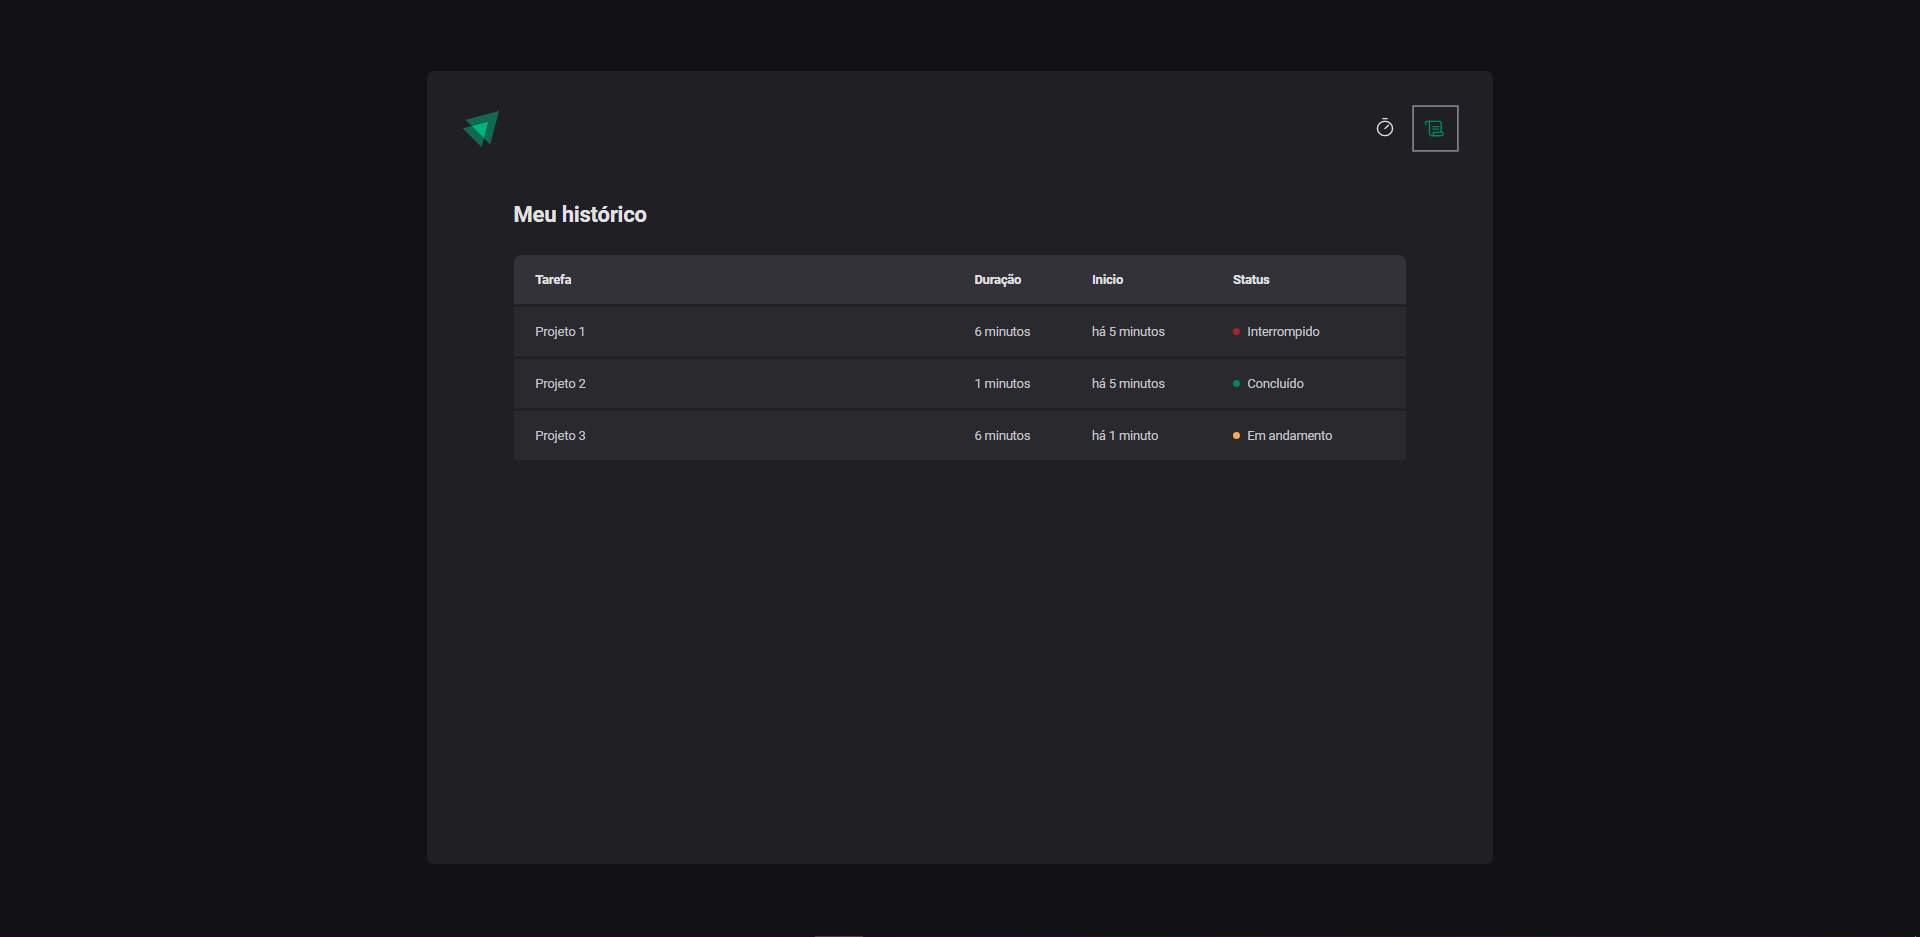 Meu histórico
Tarefa Duração Inicio Status
Projeto 1 6 minutos há 5 minutos Interrompido
Projeto 2 1 minutos há 5 minutos Concluído
Projeto 3 6 minutos há 1 minuto Em andamento